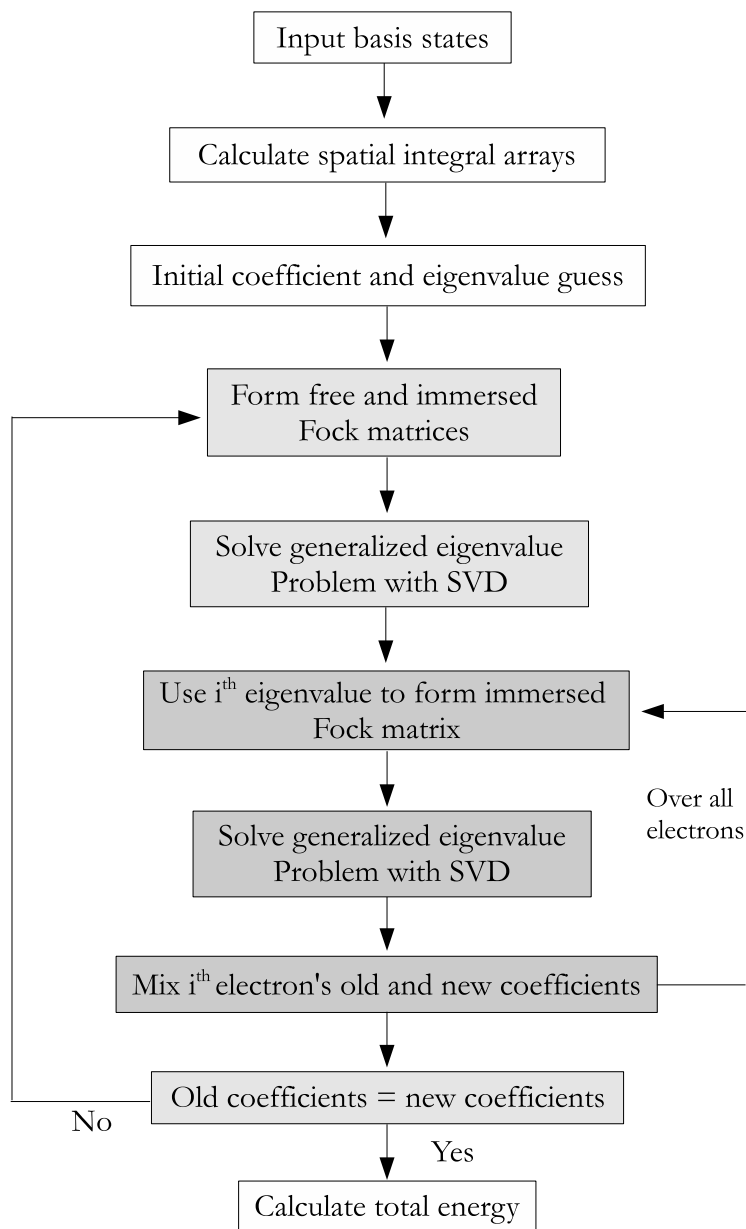 Input basis states
Calculate spatial integral arrays
Initial coefficient and eigenvalue guess
Form free and immersed
Fock matrices
Solve generalized eigenvalue
Problem with SVD
Use iᵗʰ eigenvalue to form immersed
Fock matrix
Over all
electrons
Solve generalized eigenvalue
Problem with SVD
Mix iᵗʰ electron's old and new coefficients
Old coefficients = new coefficients
No
Yes
Calculate total energy